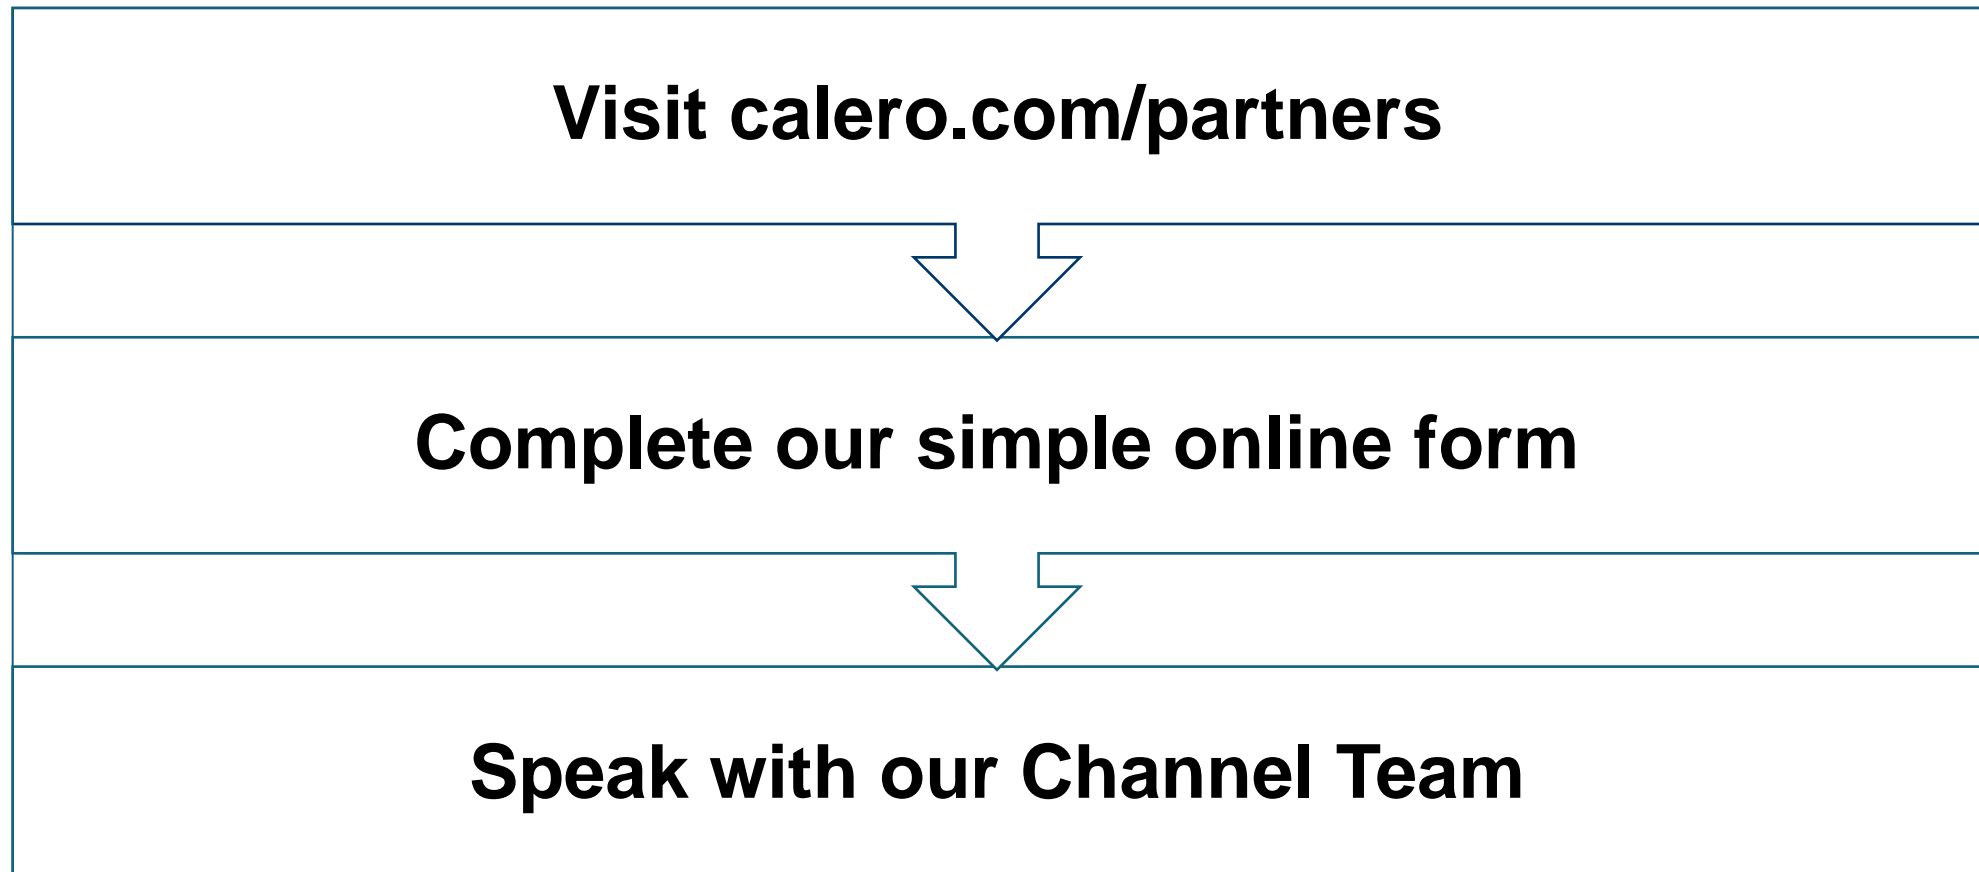 Visit calero.com/partners
Complete our simple online form
Speak with our Channel Team